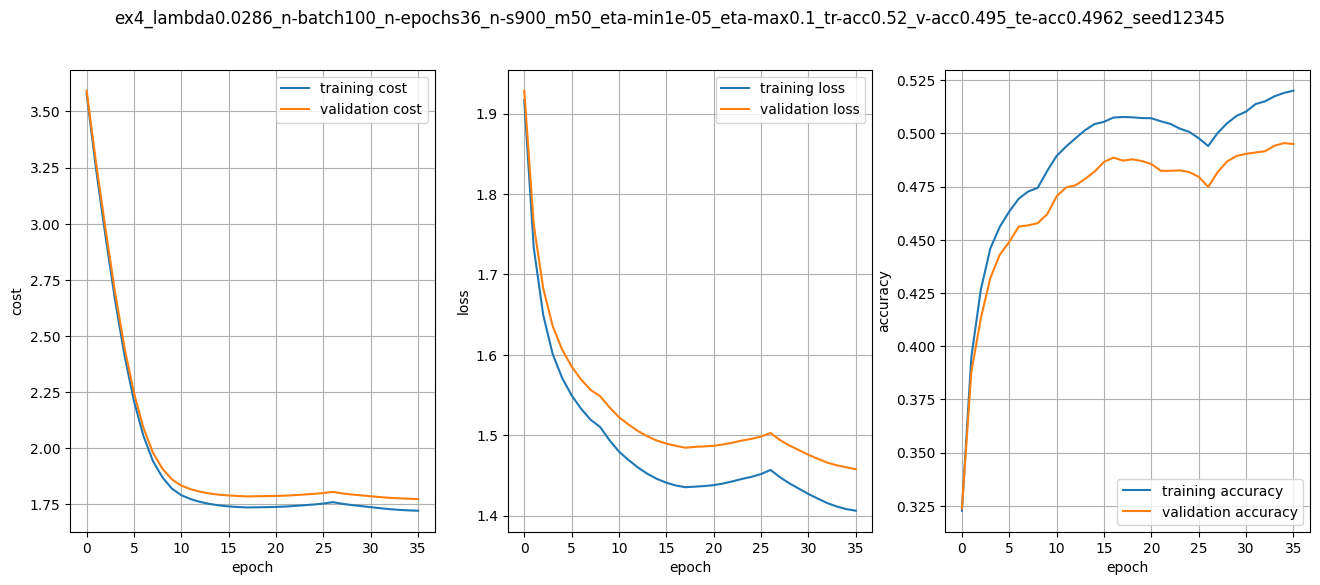 ex4_lambda0.0286_n-batch100_n-epochs36_n-s900_m50_eta-min1e-05_eta-max0.1_tr-acc0.52_v-acc0.495_te-acc0.4962_seed12345
training cost
validation cost
3.50
3.25
3.00
2.75
2.50
2.25
2.00
1.75
cost
0 5 10 15 20 25 30 35
epoch
training loss
validation loss
1.9
1.8
1.7
1.6
1.5
1.4
loss
0 5 10 15 20 25 30 35
epoch
0.525
0.500
0.475
0.450
0.425
0.400
0.375
0.350
0.325
accuracy
training accuracy
validation accuracy
0 5 10 15 20 25 30 35
epoch